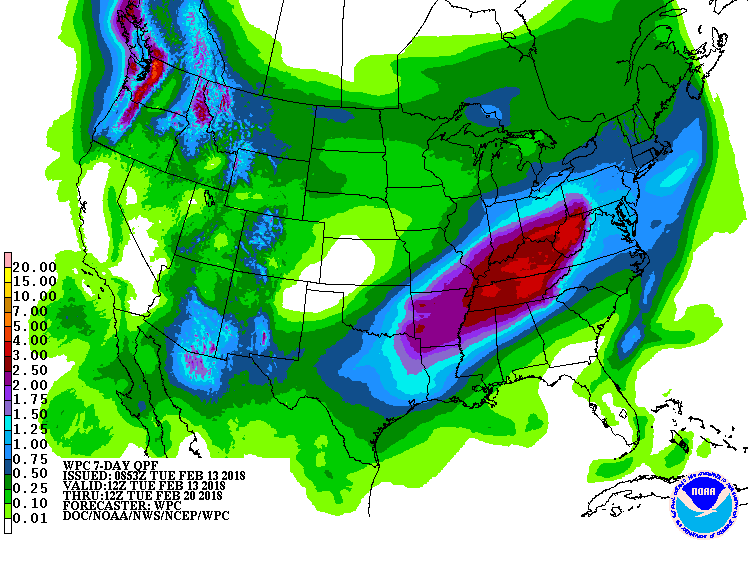 20.00
15.00
10.00
7.00
5.00
4.00
3.00
2.50
2.00
1.75
1.50
1.25
1.00
0.75
0.50
0.25
0.10
0.01
WPC 7-DAY QPF
ISSUED: 0853Z TUE FEB 13 2018
VALID:12Z TUE FEB 13 2018
THRU:12Z TUE FEB 20 2018
FORECASTER: WPC
DOC/NOAA/NWS/NCEP/WPC
NOAA